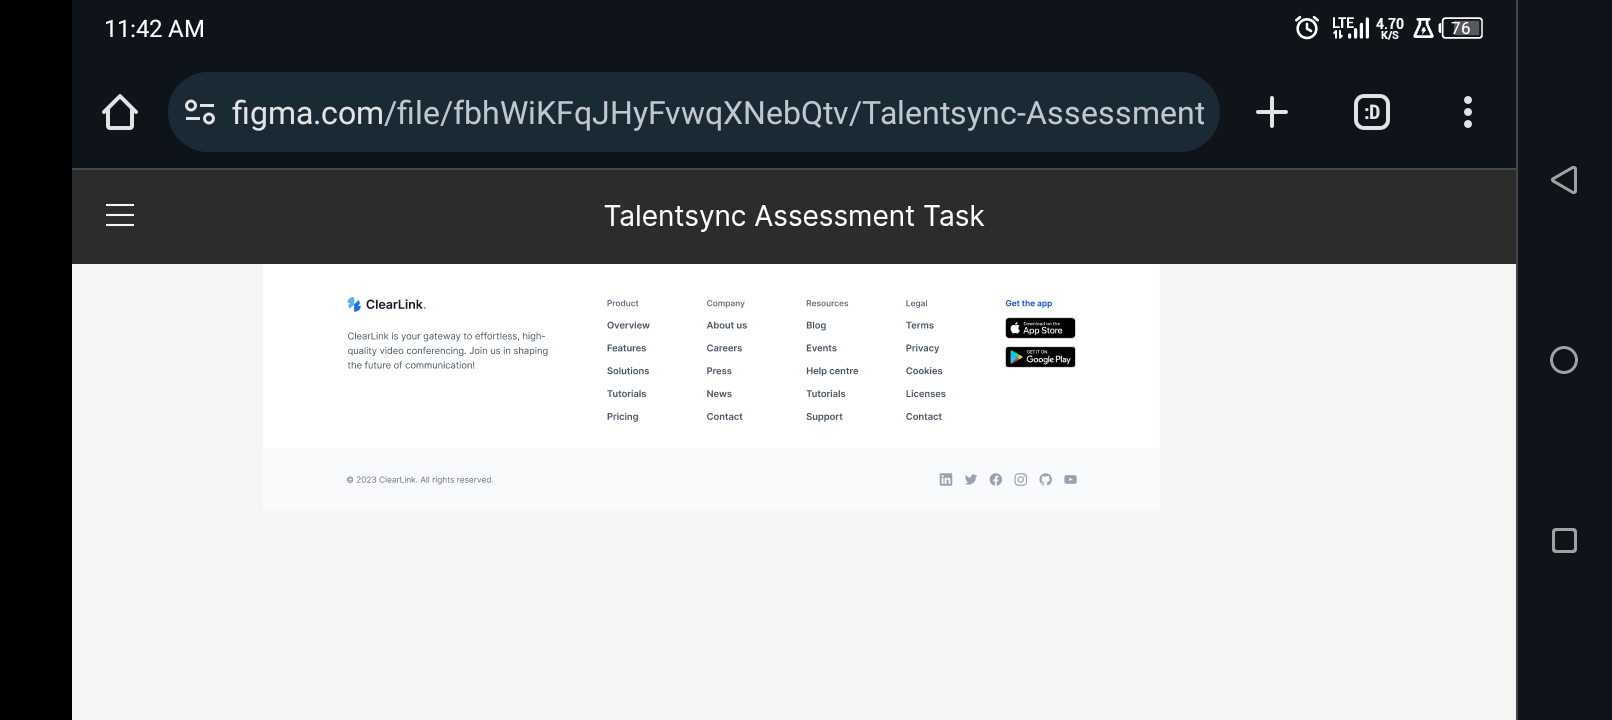 11:42 AM
LTE 4.70 K/S 76
figma.com/file/fbhWiKFqJHyFvwqXNebQtv/Talentsync-Assessment
:D
Talentsync Assessment Task
ClearLink.
ClearLink is your gateway to effortless, high-
quality video conferencing. Join us in shaping
the future of communication!
Product
Overview
Features
Solutions
Tutorials
Pricing
Company
About us
Careers
Press
News
Contact
Resources
Blog
Events
Help centre
Tutorials
Support
Legal
Terms
Privacy
Cookies
Licenses
Contact
Get the app
Download on the
App Store
GET IT ON
Google Play
© 2023 ClearLink. All rights reserved.